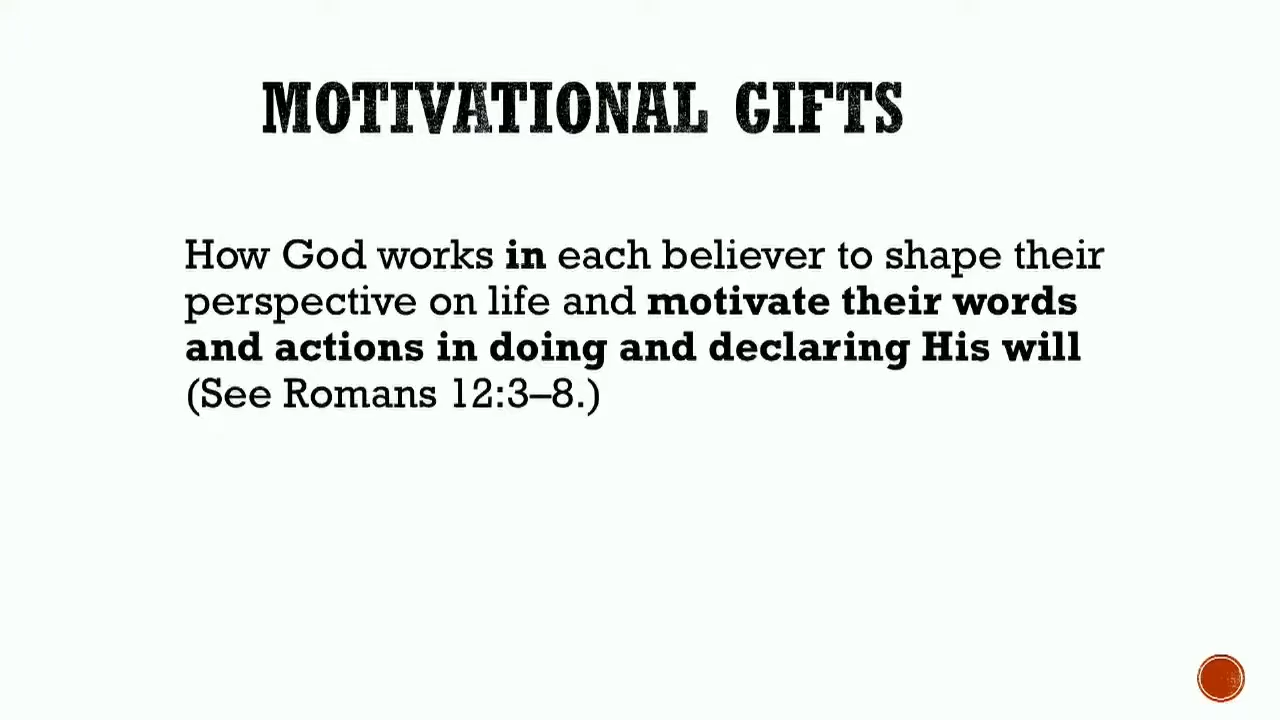 MOTIVATIONAL GIFTS
How God works in each believer to shape their
perspective on life and motivate their words
and actions in doing and declaring His will
(See Romans 12:3–8.)